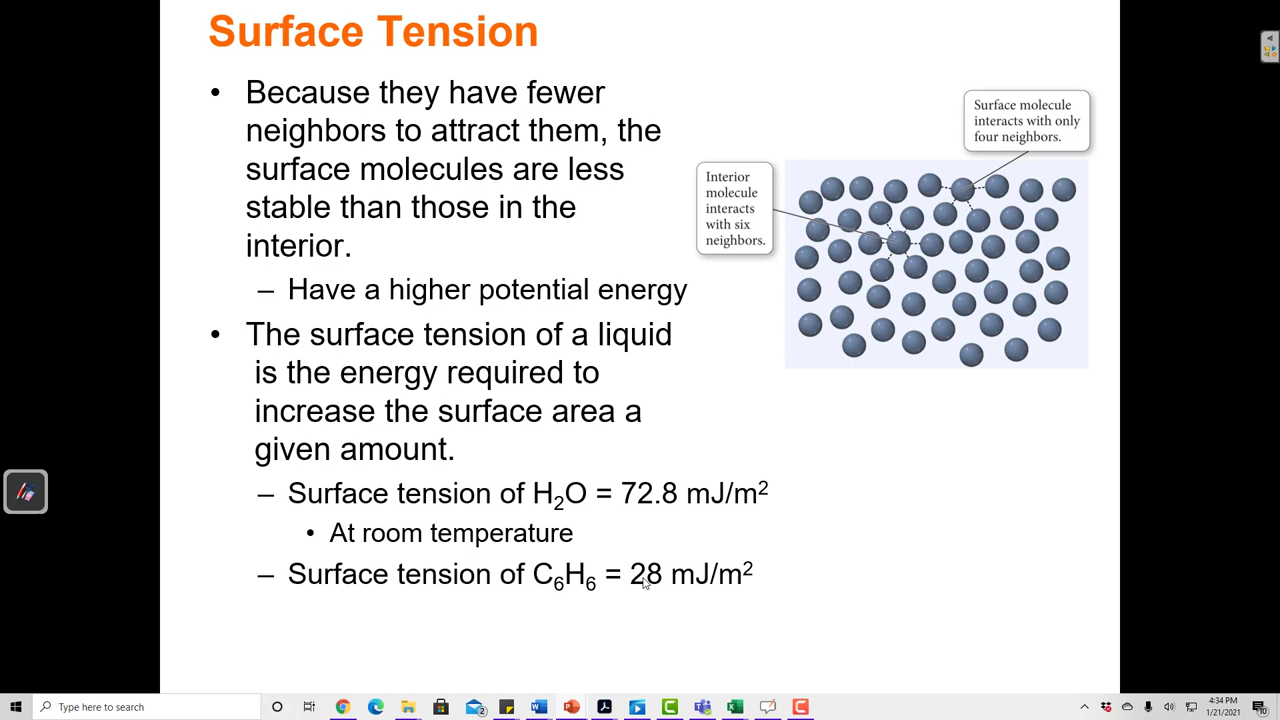 Surface Tension
• Because they have fewer
neighbors to attract them, the
surface molecules are less
stable than those in the
interior.
– Have a higher potential energy
• The surface tension of a liquid
is the energy required to
increase the surface area a
given amount.
– Surface tension of H₂O = 72.8 mJ/m²
• At room temperature
– Surface tension of C₆H₆ = 28 mJ/m²
Surface molecule
interacts with only
four neighbors.
Interior
molecule
interacts
with six
neighbors.
Type here to search
2
4:34 PM
1/21/2021
10